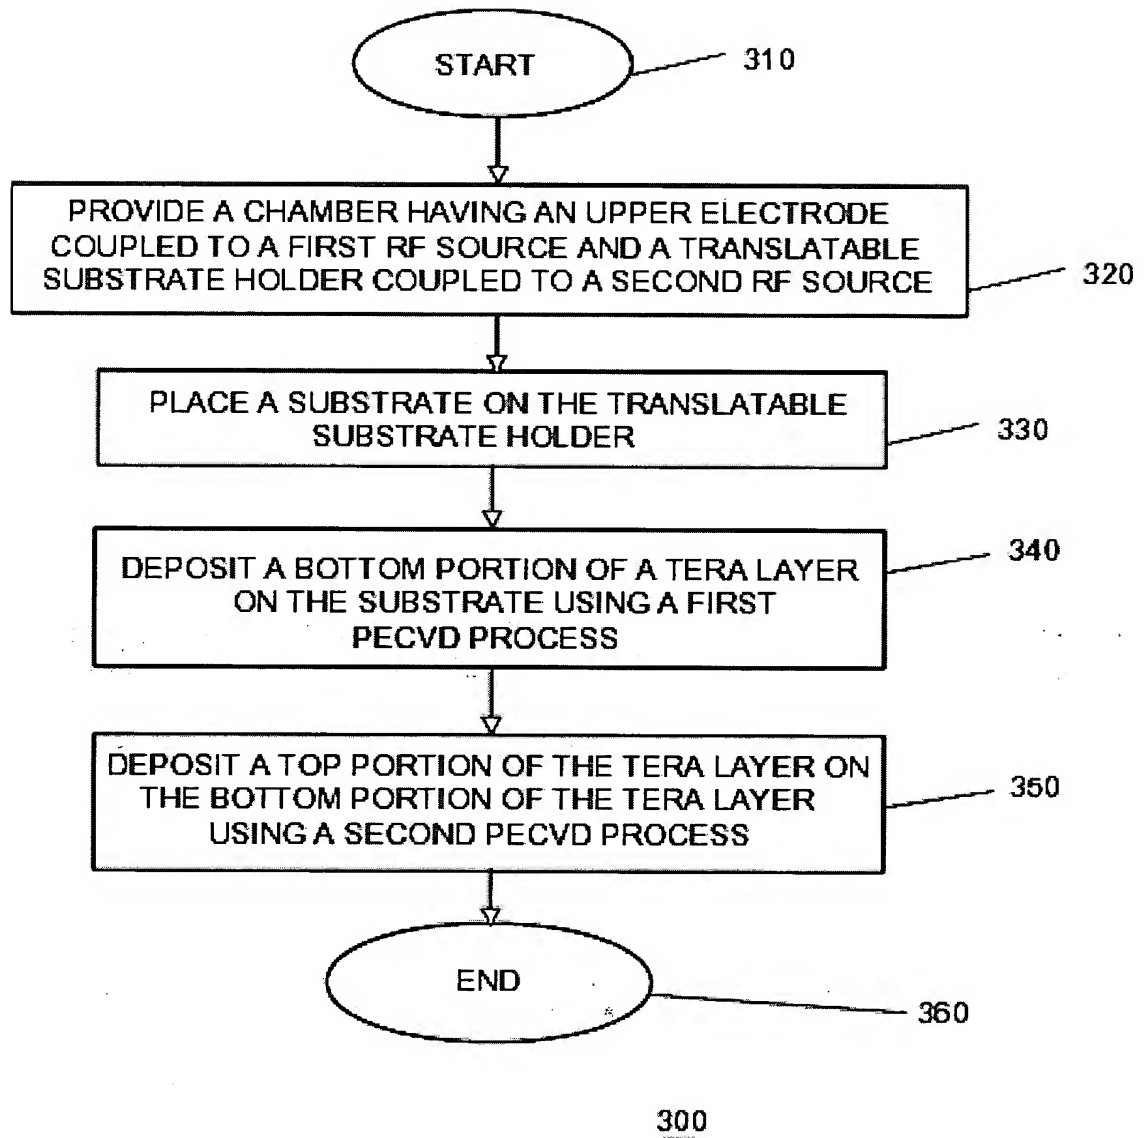 START
310
PROVIDE A CHAMBER HAVING AN UPPER ELECTRODE
COUPLED TO A FIRST RF SOURCE AND A TRANSLATABLE
SUBSTRATE HOLDER COUPLED TO A SECOND RF SOURCE
320
PLACE A SUBSTRATE ON THE TRANSLATABLE
SUBSTRATE HOLDER
330
DEPOSIT A BOTTOM PORTION OF A TERA LAYER
ON THE SUBSTRATE USING A FIRST
PECVD PROCESS
340
DEPOSIT A TOP PORTION OF THE TERA LAYER ON
THE BOTTOM PORTION OF THE TERA LAYER
USING A SECOND PECVD PROCESS
350
END
360
300